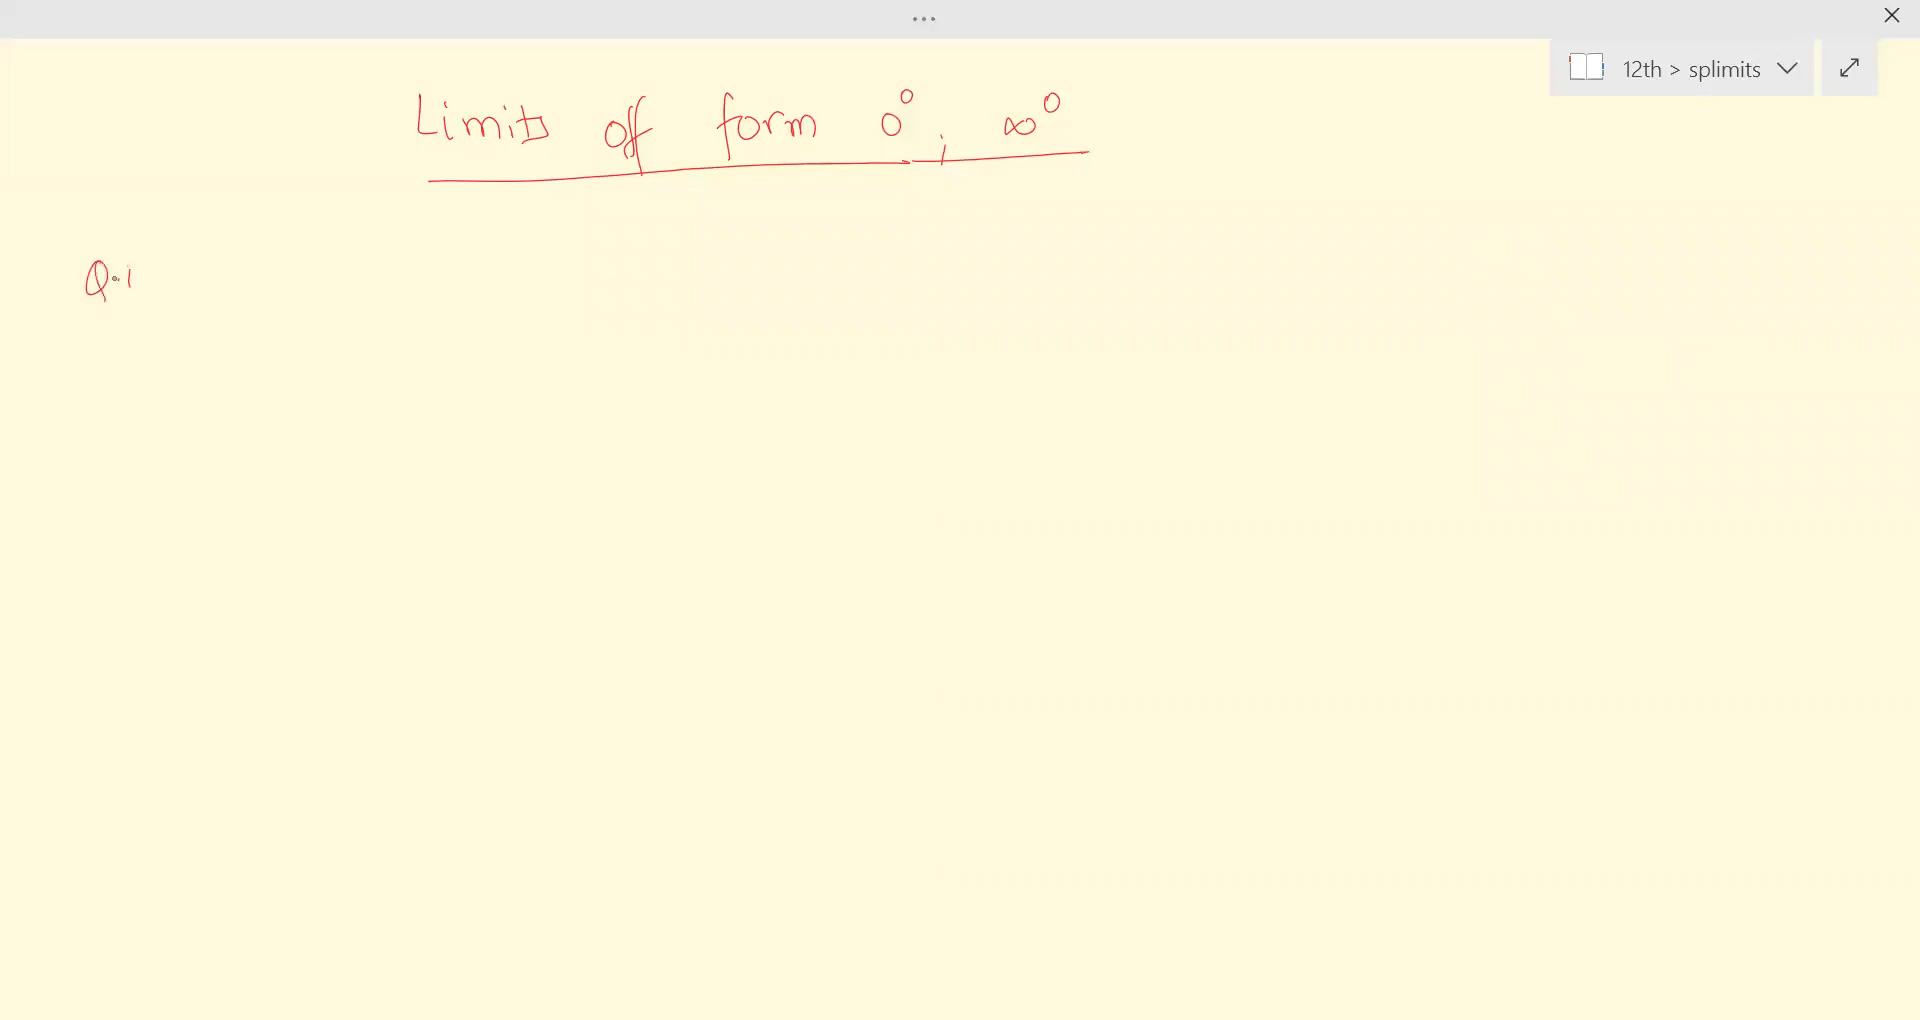 12th > splimits
Limits of form 0⁰, ∞⁰
Q.1